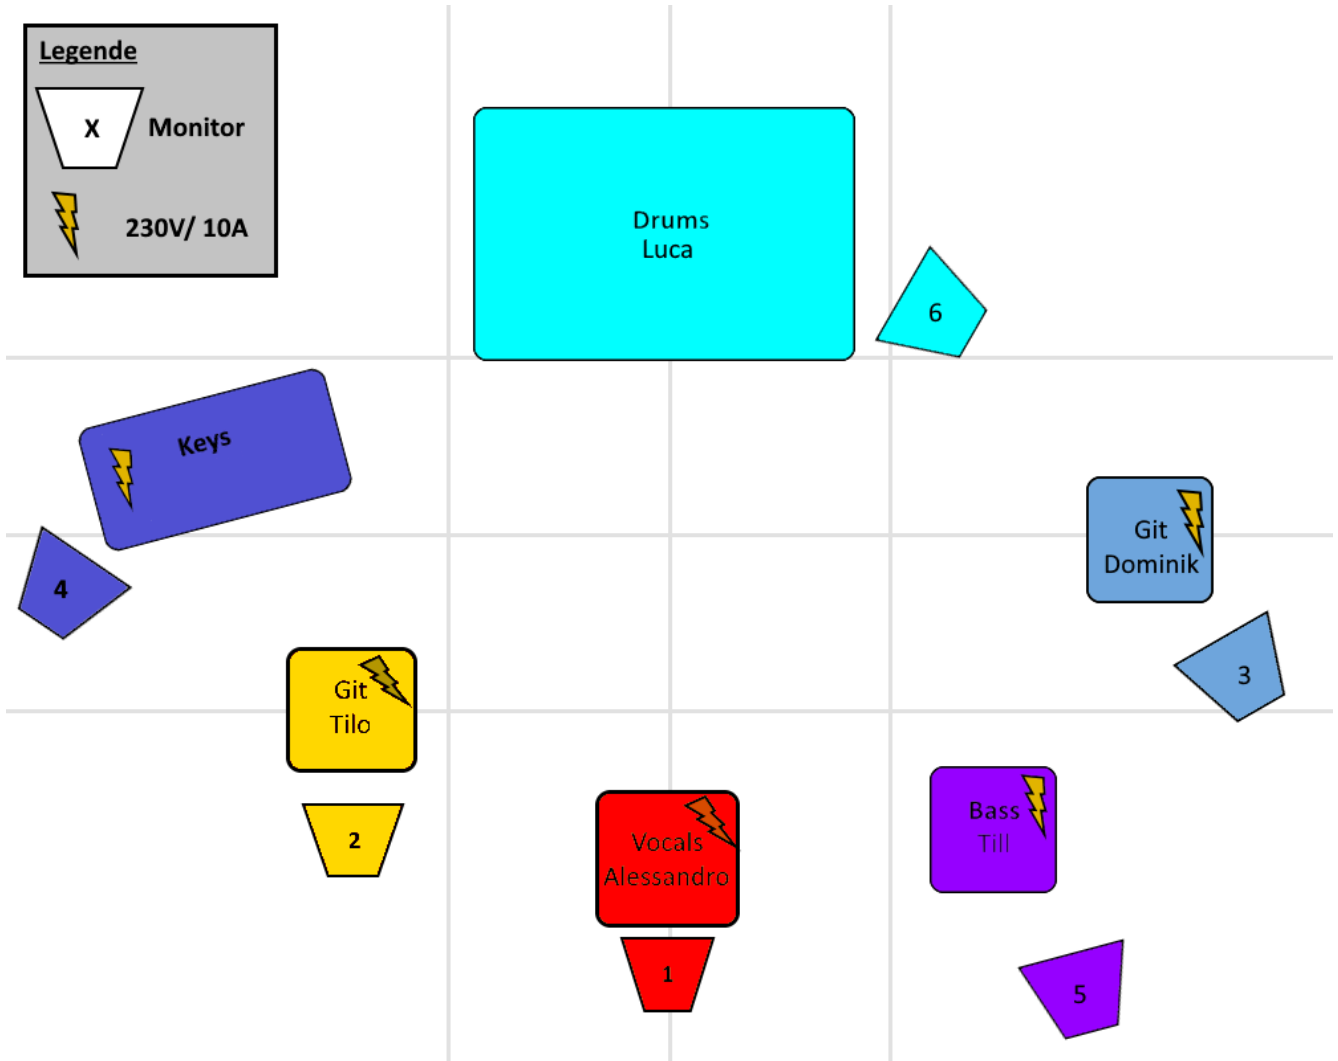 Legende
X
Monitor
230V/ 10A
Drums
Luca
6
Keys
4
Git
Dominik
3
Git
Tilo
2
Vocals
Alessandro
1
Bass
Till
5